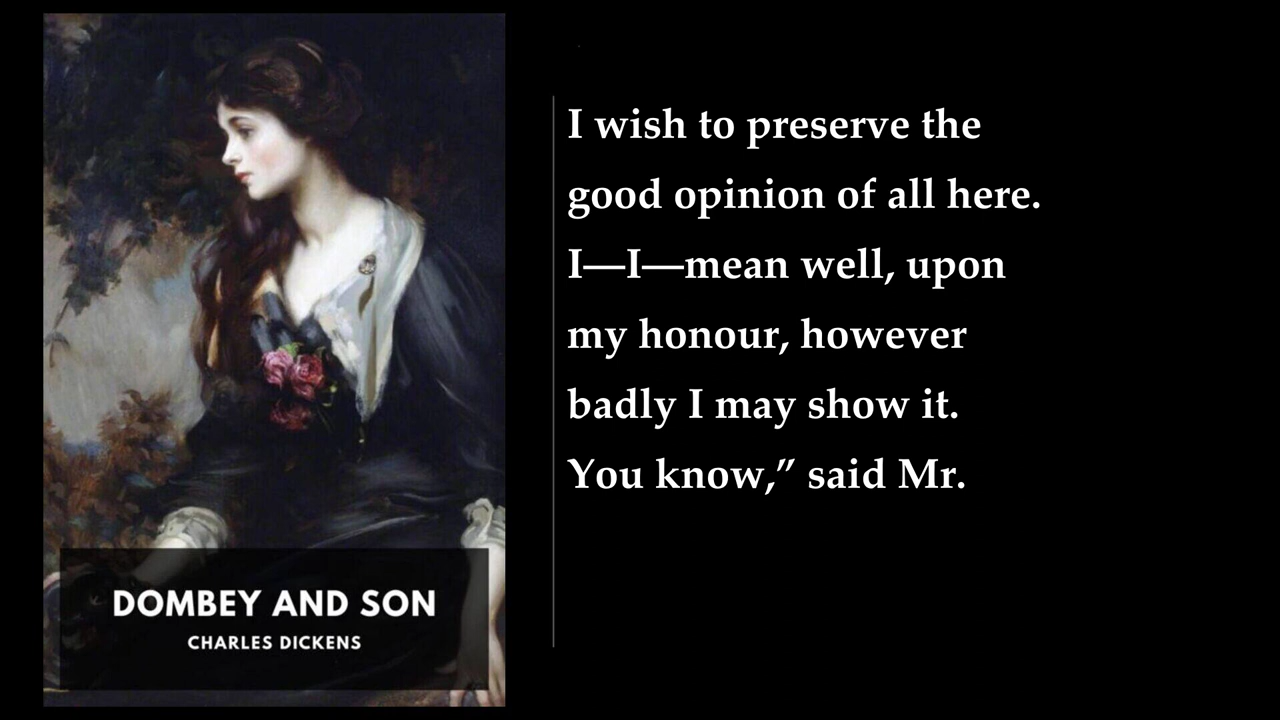 I wish to preserve the
good opinion of all here.
I—I—mean well, upon
my honour, however
badly I may show it.
You know,” said Mr.
DOMBEY AND SON
CHARLES DICKENS